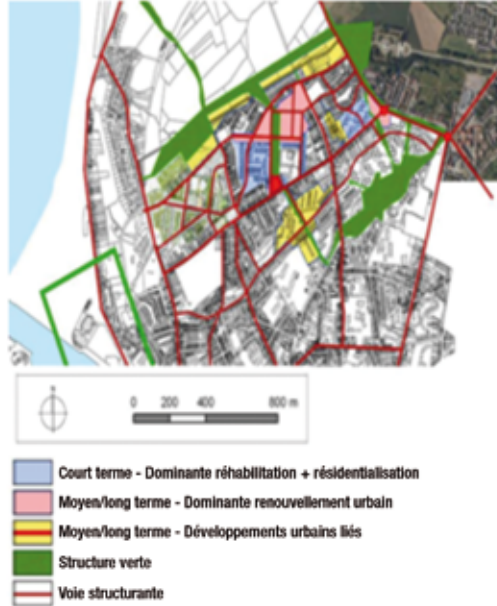 0 200 400 800 m
Court terme - Dominante réhabilitation + résidentialisation
Moyen/long terme - Dominante renouvellement urbain
Moyen/long terme - Développements urbains liés
Structure verte
Voie structurante